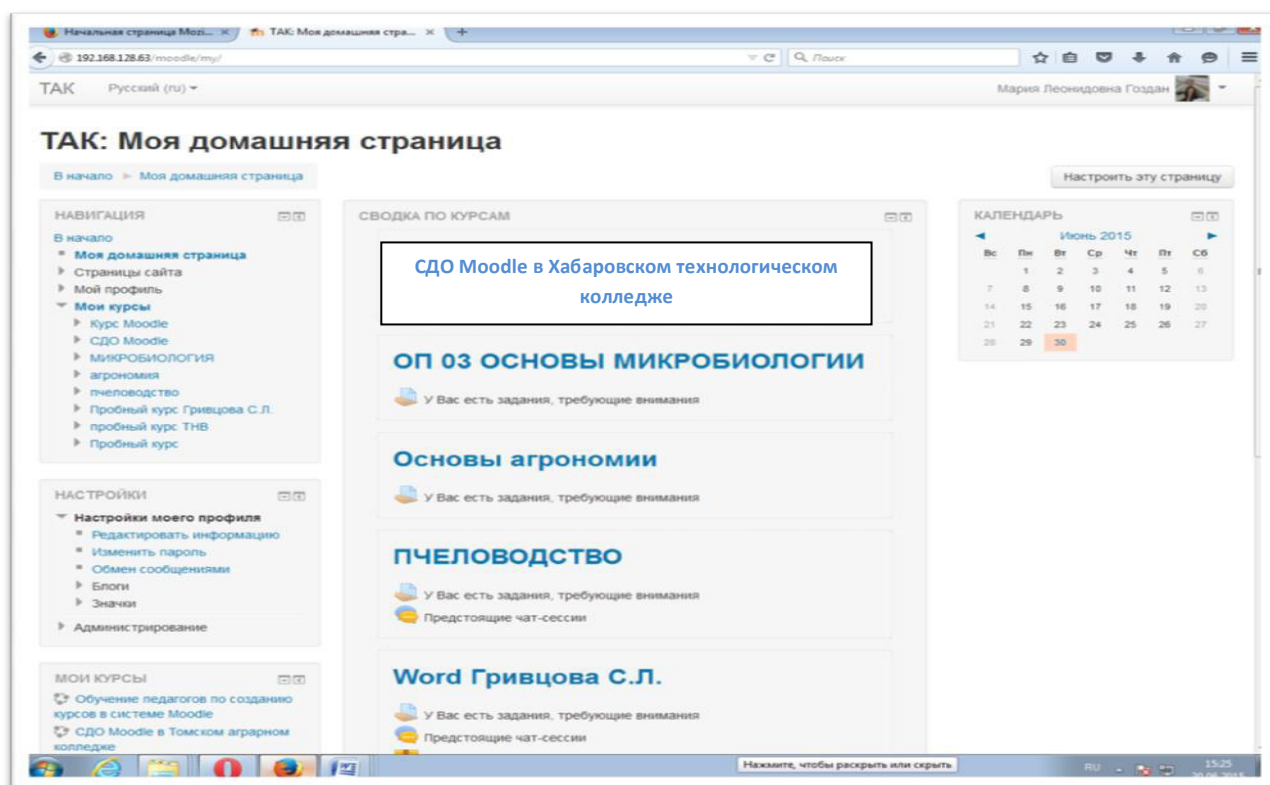 Начальная страница Mozi...
ТАК: Моя домашняя стра...
192.168.128.63/moodle/my/
Поиск
ТАК Русский (ru)
Мария Леонидовна Гоздан
ТАК: Моя домашняя страница
В начало Моя домашняя страница
Настроить эту страницу
НАВИГАЦИЯ
В начало
Моя домашняя страница
Страницы сайта
Мой профиль
Мои курсы
Курс Moodle
СДО Moodle
МИКРОБИОЛОГИЯ
агрономия
пчеловодство
Пробный курс Гривцова С.Л.
пробный курс ТНВ
Пробный курс
НАСТРОЙКИ
Настройки моего профиля
Редактировать информацию
Изменить пароль
Обмен сообщениями
Блоги
Значки
Администрирование
МОИ КУРСЫ
Обучение педагогов по созданию
курсов в системе Moodle
СДО Moodle в Томском аграрном
колледже
СВОДКА ПО КУРСАМ
СДО Moodle в Хабаровском технологическом
колледже
ОП 03 ОСНОВЫ МИКРОБИОЛОГИИ
У Вас есть задания, требующие внимания
Основы агрономии
У Вас есть задания, требующие внимания
ПЧЕЛОВОДСТВО
У Вас есть задания, требующие внимания
Предстоящие чат-сессии
Word Гривцова С.Л.
У Вас есть задания, требующие внимания
Предстоящие чат-сессии
КАЛЕНДАРЬ
Июнь 2015
Вс Пн Вт Ср Чт Пт Сб
1 2 3 4 5 6
7 8 9 10 11 12 13
14 15 16 17 18 19 20
21 22 23 24 25 26 27
28 29 30
Нажмите, чтобы раскрыть или скрыть
RU
15:25